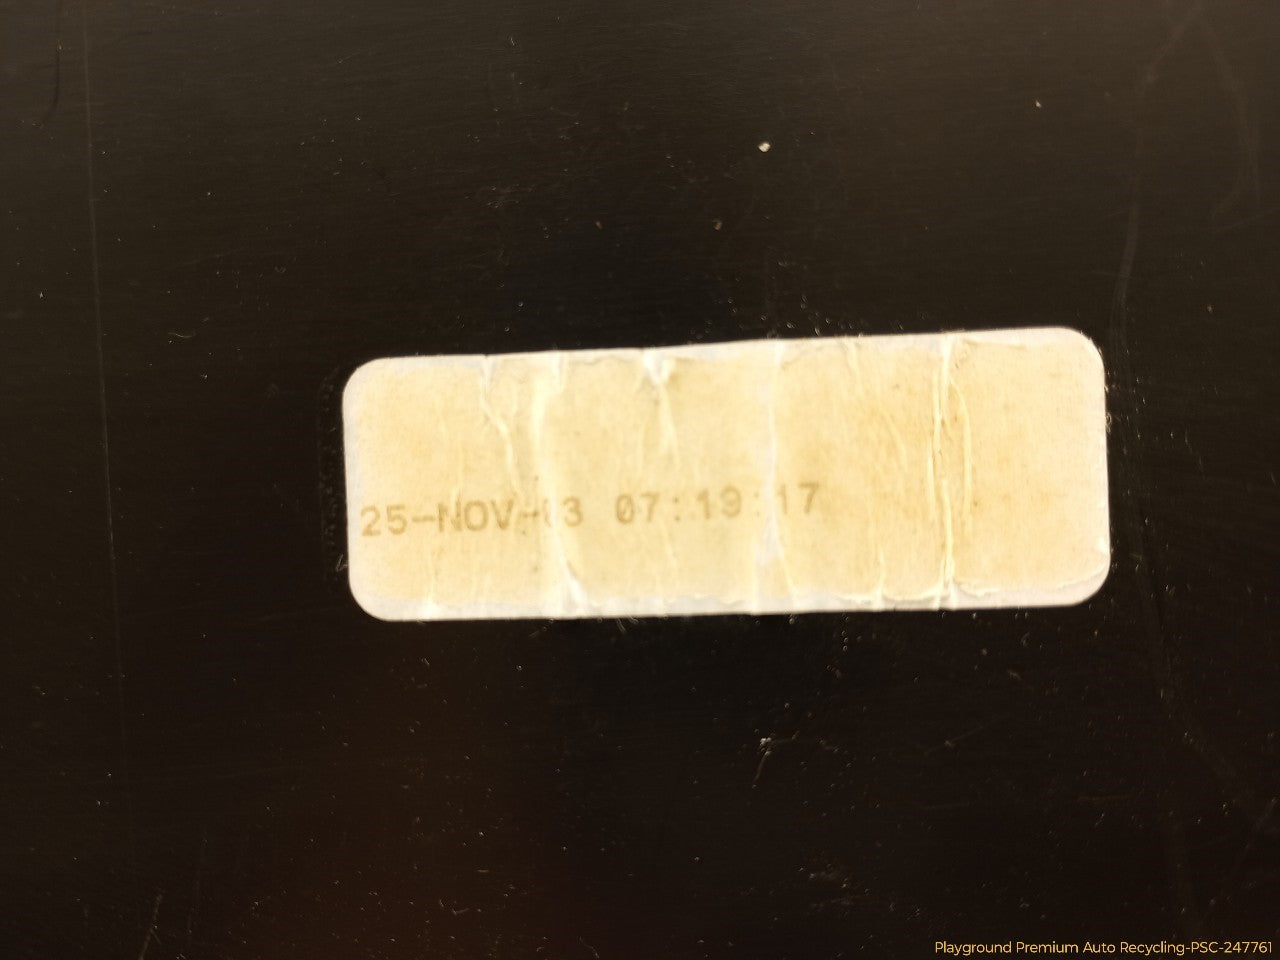 25-NOV-03 07:19:17
Playground Premium Auto Recycling-PSC-247761